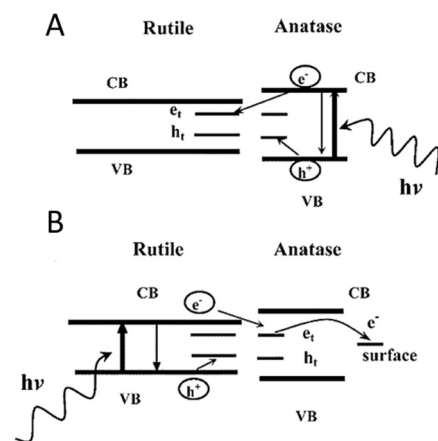 A
Rutile Anatase
e⁻
CB CB
eₜ
hₜ
VB h⁺
VB
hν
B
Rutile Anatase
CB e⁻ CB
eₜ e⁻
hν hₜ surface
VB h⁺
VB